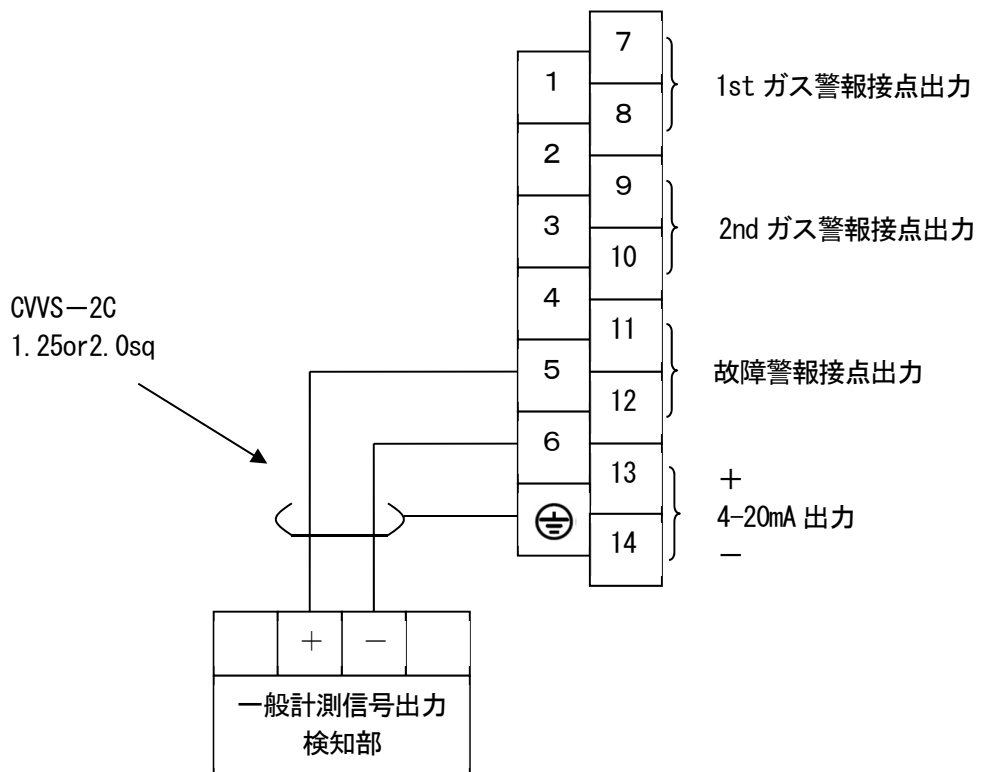 7
1
1st ガス警報接点出力
8
2
9
3
2nd ガス警報接点出力
10
4
CVVS－2C
1.25or2.0sq
11
5
故障警報接点出力
12
6
13
＋
4-20mA 出力
14
－
＋ －
一般計測信号出力
検知部